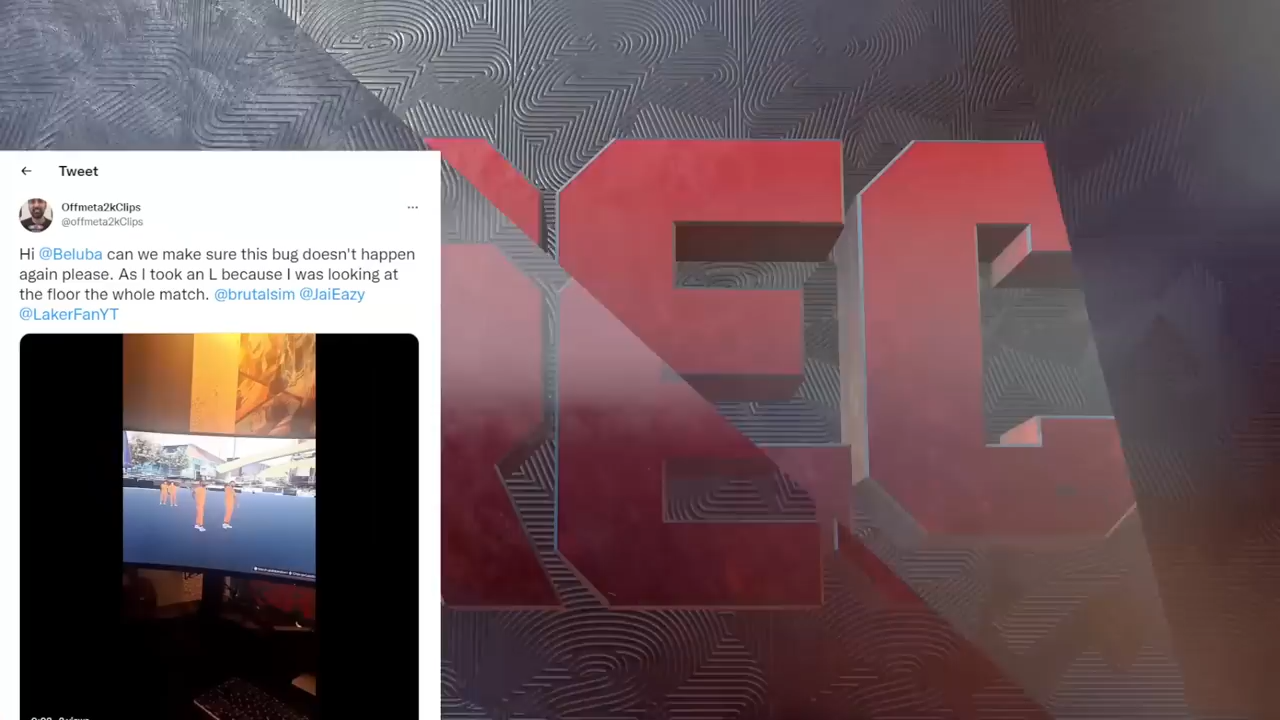 Tweet
Offmeta2kClips
@offmeta2kClips
Hi @Beluba can we make sure this bug doesn't happen
again please. As I took an L because I was looking at
the floor the whole match. @brutalsim @JaiEazy
@LakerFanYT
REC